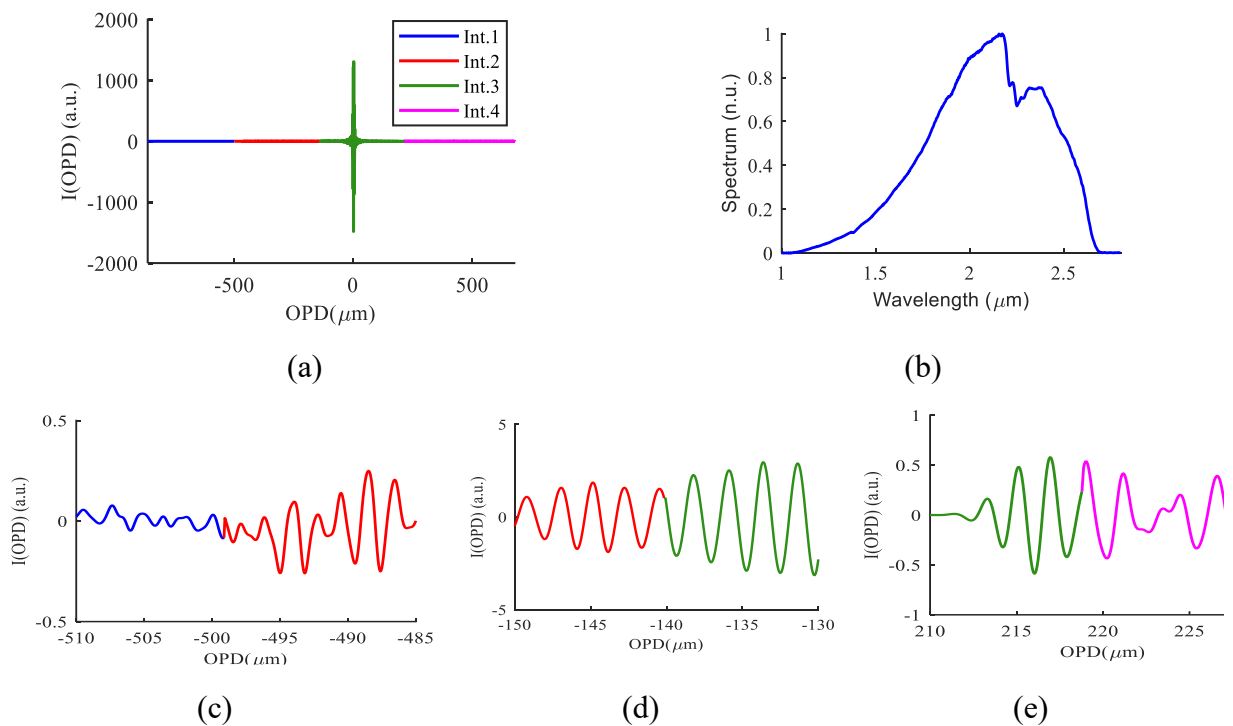 2000
1000
0
-1000
-2000
I(OPD) (a.u.)
-500
0
500
OPD(μm)
Int.1
Int.2
Int.3
Int.4
(a)
1
0.8
0.6
0.4
0.2
0
Spectrum (n.u.)
1
1.5
2
2.5
Wavelength (μm)
(b)
0.5
0
-0.5
I(OPD) (a.u.)
-510
-505
-500
-495
-490
-485
OPD(μm)
(c)
5
0
-5
I(OPD) (a.u.)
-150
-145
-140
-135
-130
OPD(μm)
(d)
1
0.5
0
-0.5
-1
I(OPD) (a.u.)
210
215
220
225
OPD(μm)
(e)